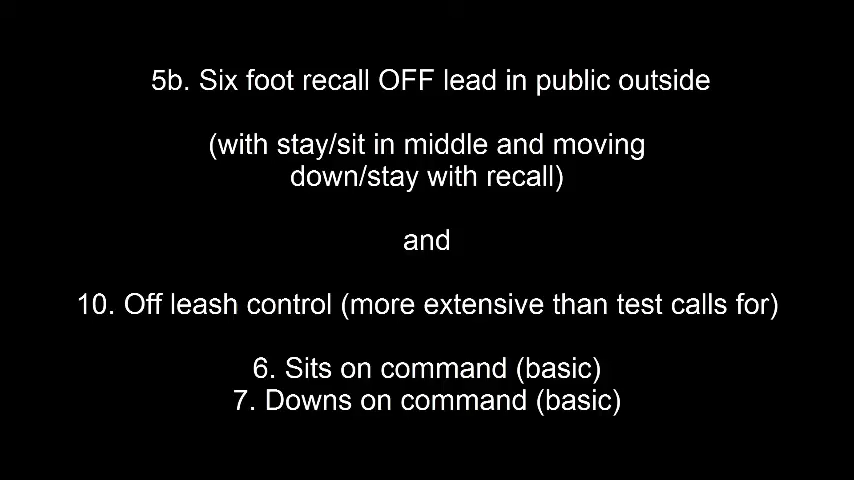 5b. Six foot recall OFF lead in public outside
(with stay/sit in middle and moving
down/stay with recall)
and
10. Off leash control (more extensive than test calls for)
6. Sits on command (basic)
7. Downs on command (basic)